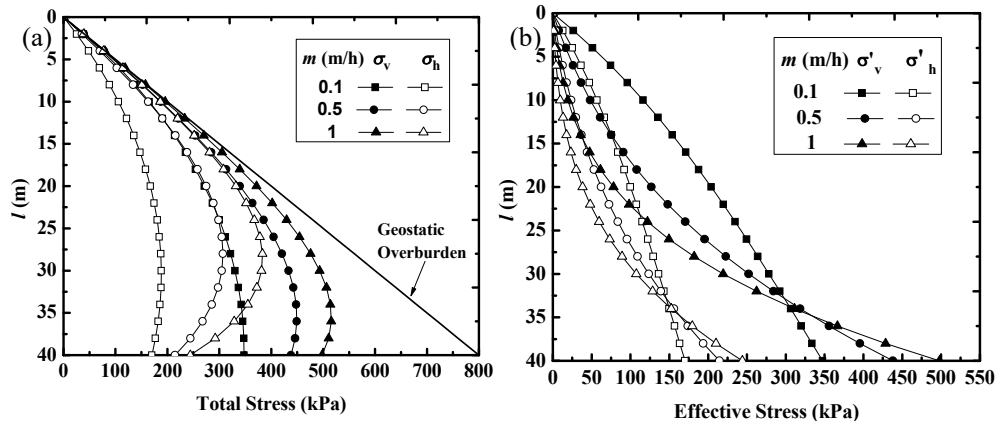 (a)
m (m/h) σv σh
0.1
0.5
1
Geostatic
Overburden
0
5
10
15
20
25
30
35
40
l (m)
0 100 200 300 400 500 600 700 800
Total Stress (kPa)
(b)
m (m/h) σ'v σ'h
0.1
0.5
1
0
5
10
15
20
25
30
35
40
l (m)
0 50 100 150 200 250 300 350 400 450 500 550
Effective Stress (kPa)